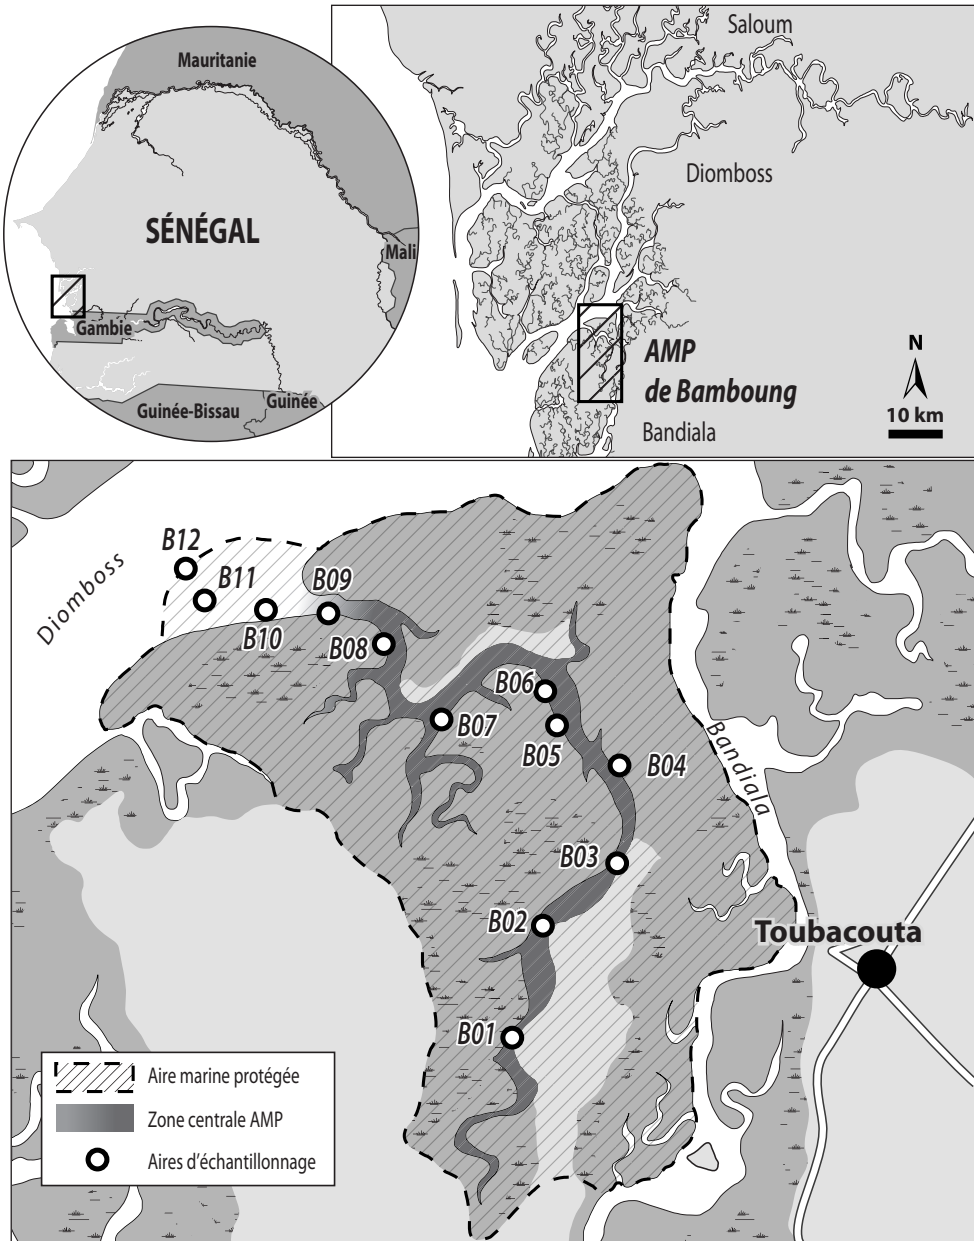 Mauritanie
SÉNÉGAL
Mali
Gambie
Guinée-Bissau
Guinée
Saloum
Diomboss
AMP
de Bamboung
Bandiala
N
10 km
Diomboss
B12
B11
B10
B09
B08
B07
B06
B05
B04
B03
B02
B01
Bandiala
Toubacouta
Aire marine protégée
Zone centrale AMP
Aires d'échantillonnage